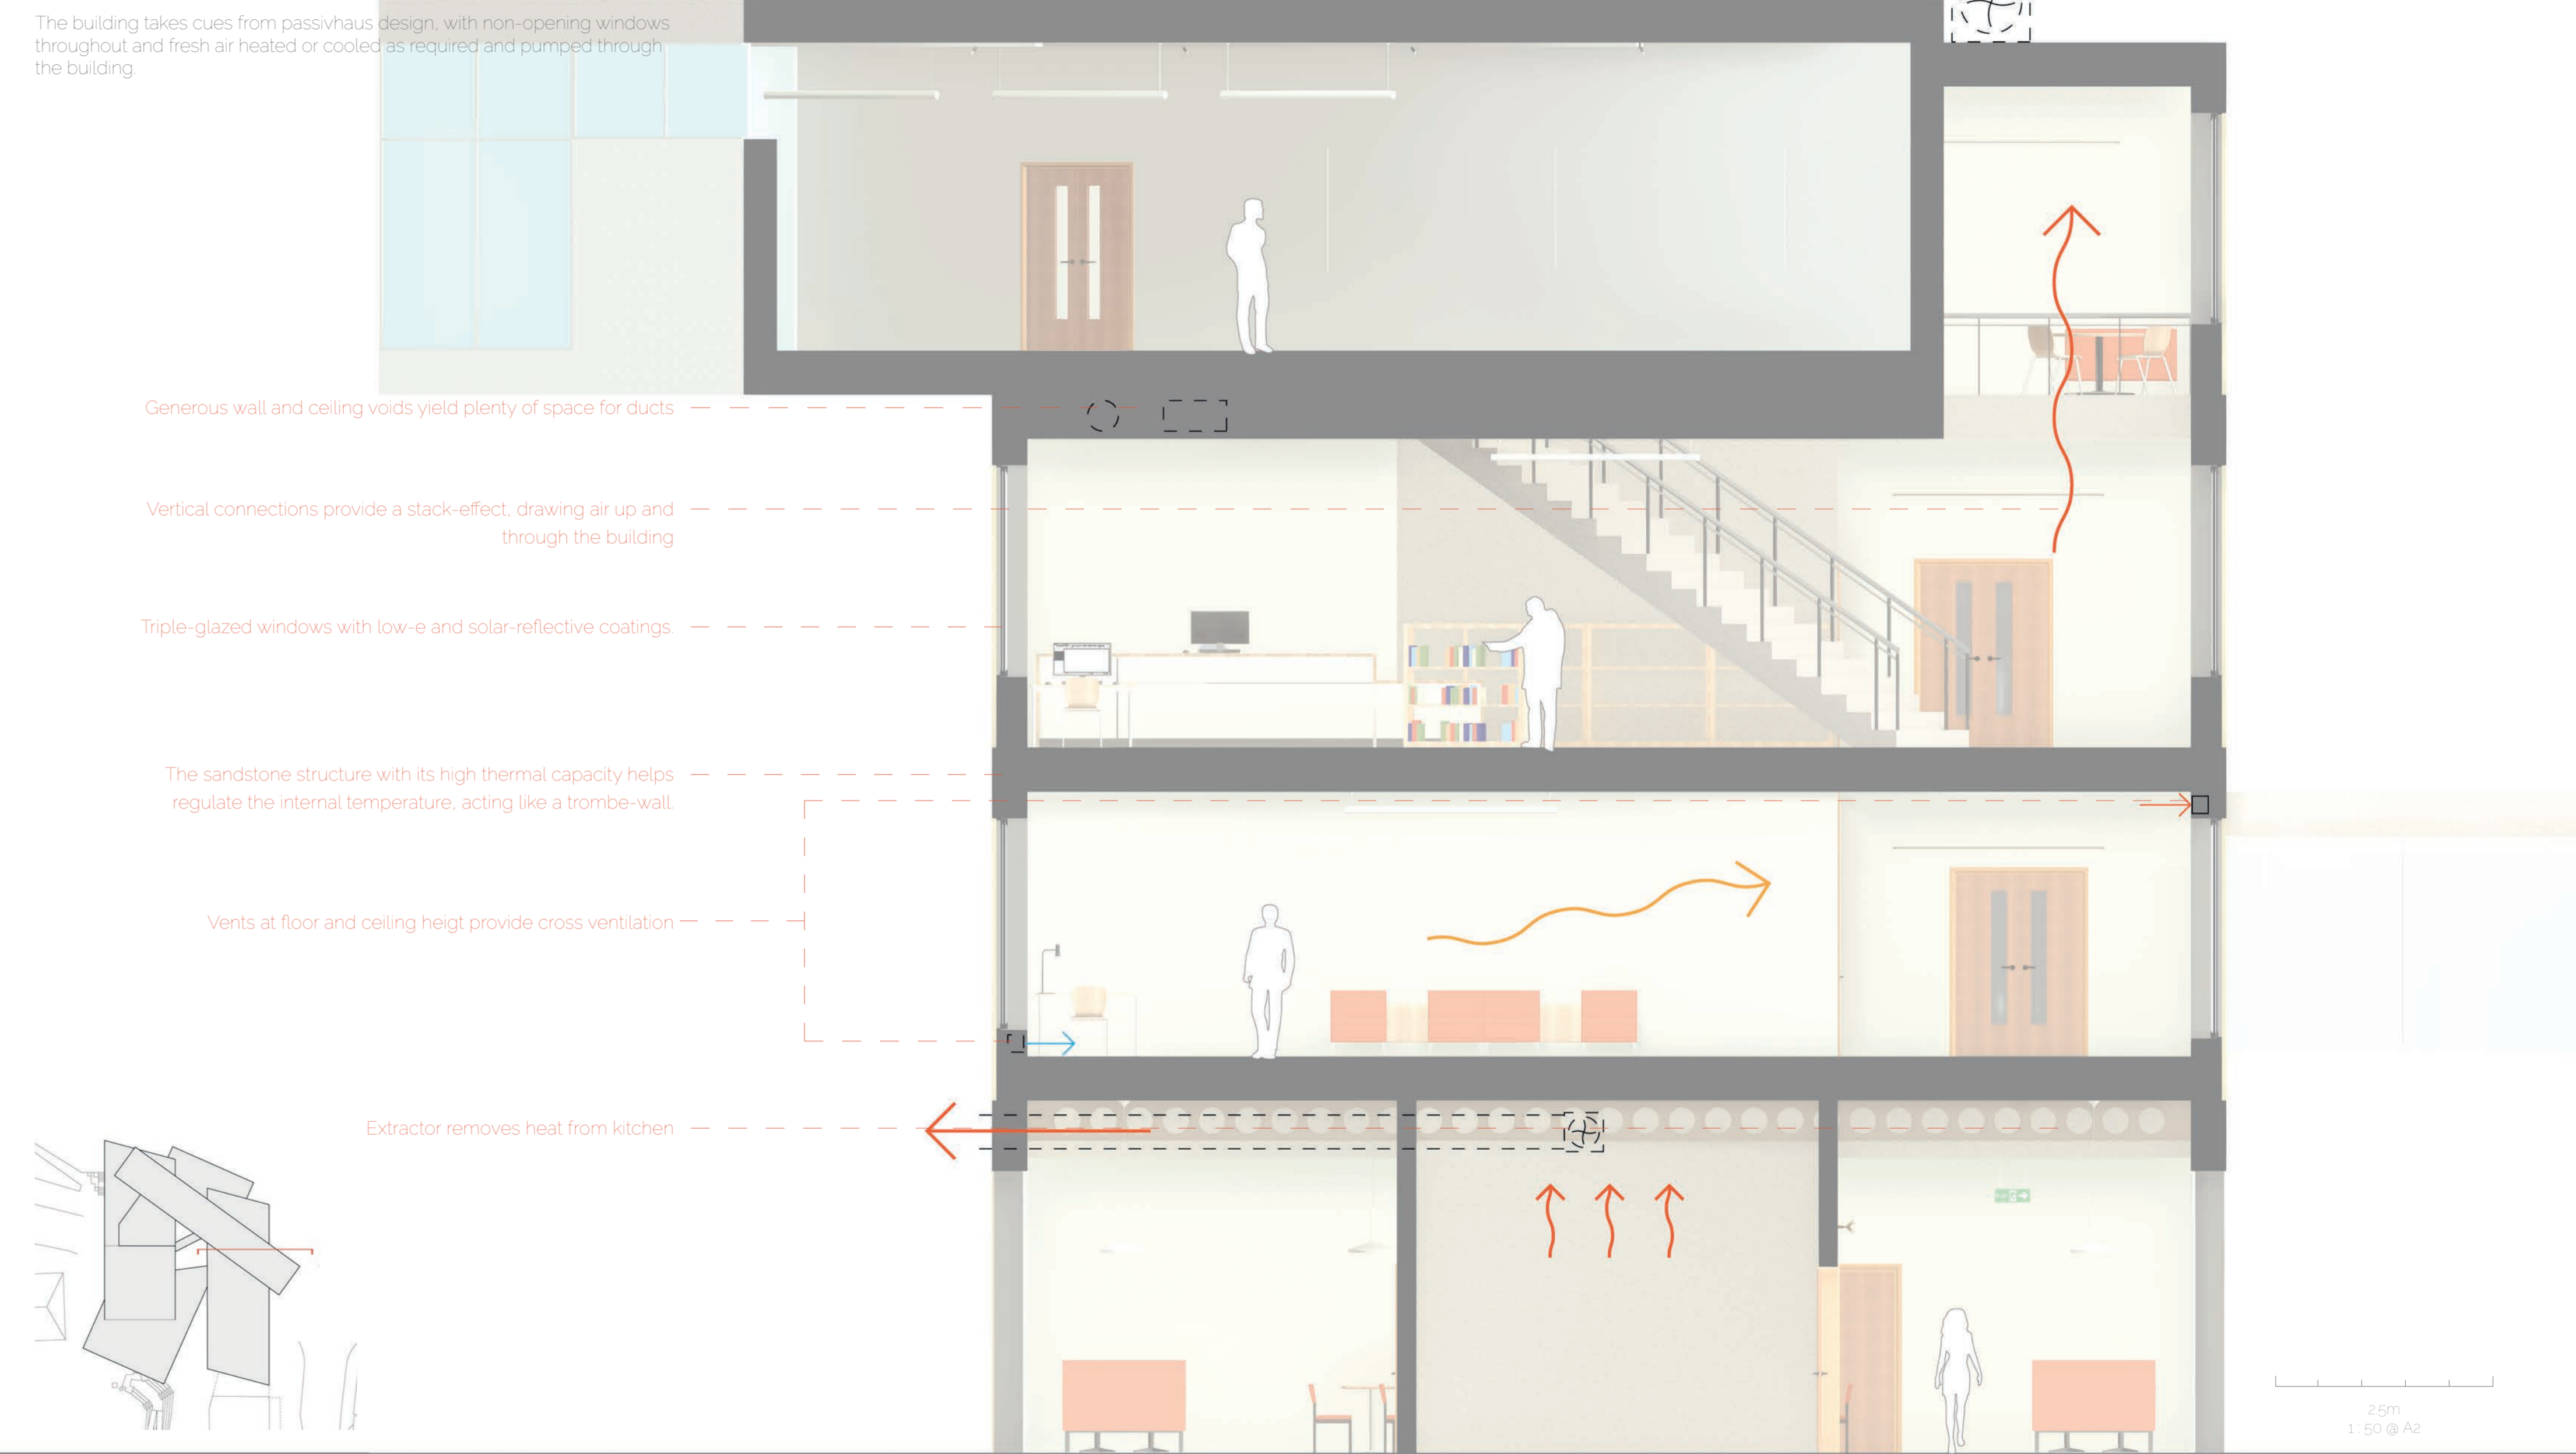 The building takes cues from passivhaus design, with non-opening windows
throughout and fresh air heated or cooled as required and pumped through
the building.
Generous wall and ceiling voids yield plenty of space for ducts
Vertical connections provide a stack-effect, drawing air up and
through the building
Triple-glazed windows with low-e and solar-reflective coatings.
The sandstone structure with its high thermal capacity helps
regulate the internal temperature, acting like a trombe-wall.
Vents at floor and ceiling heigt provide cross ventilation
Extractor removes heat from kitchen
2.5m
1 : 50 @ A2